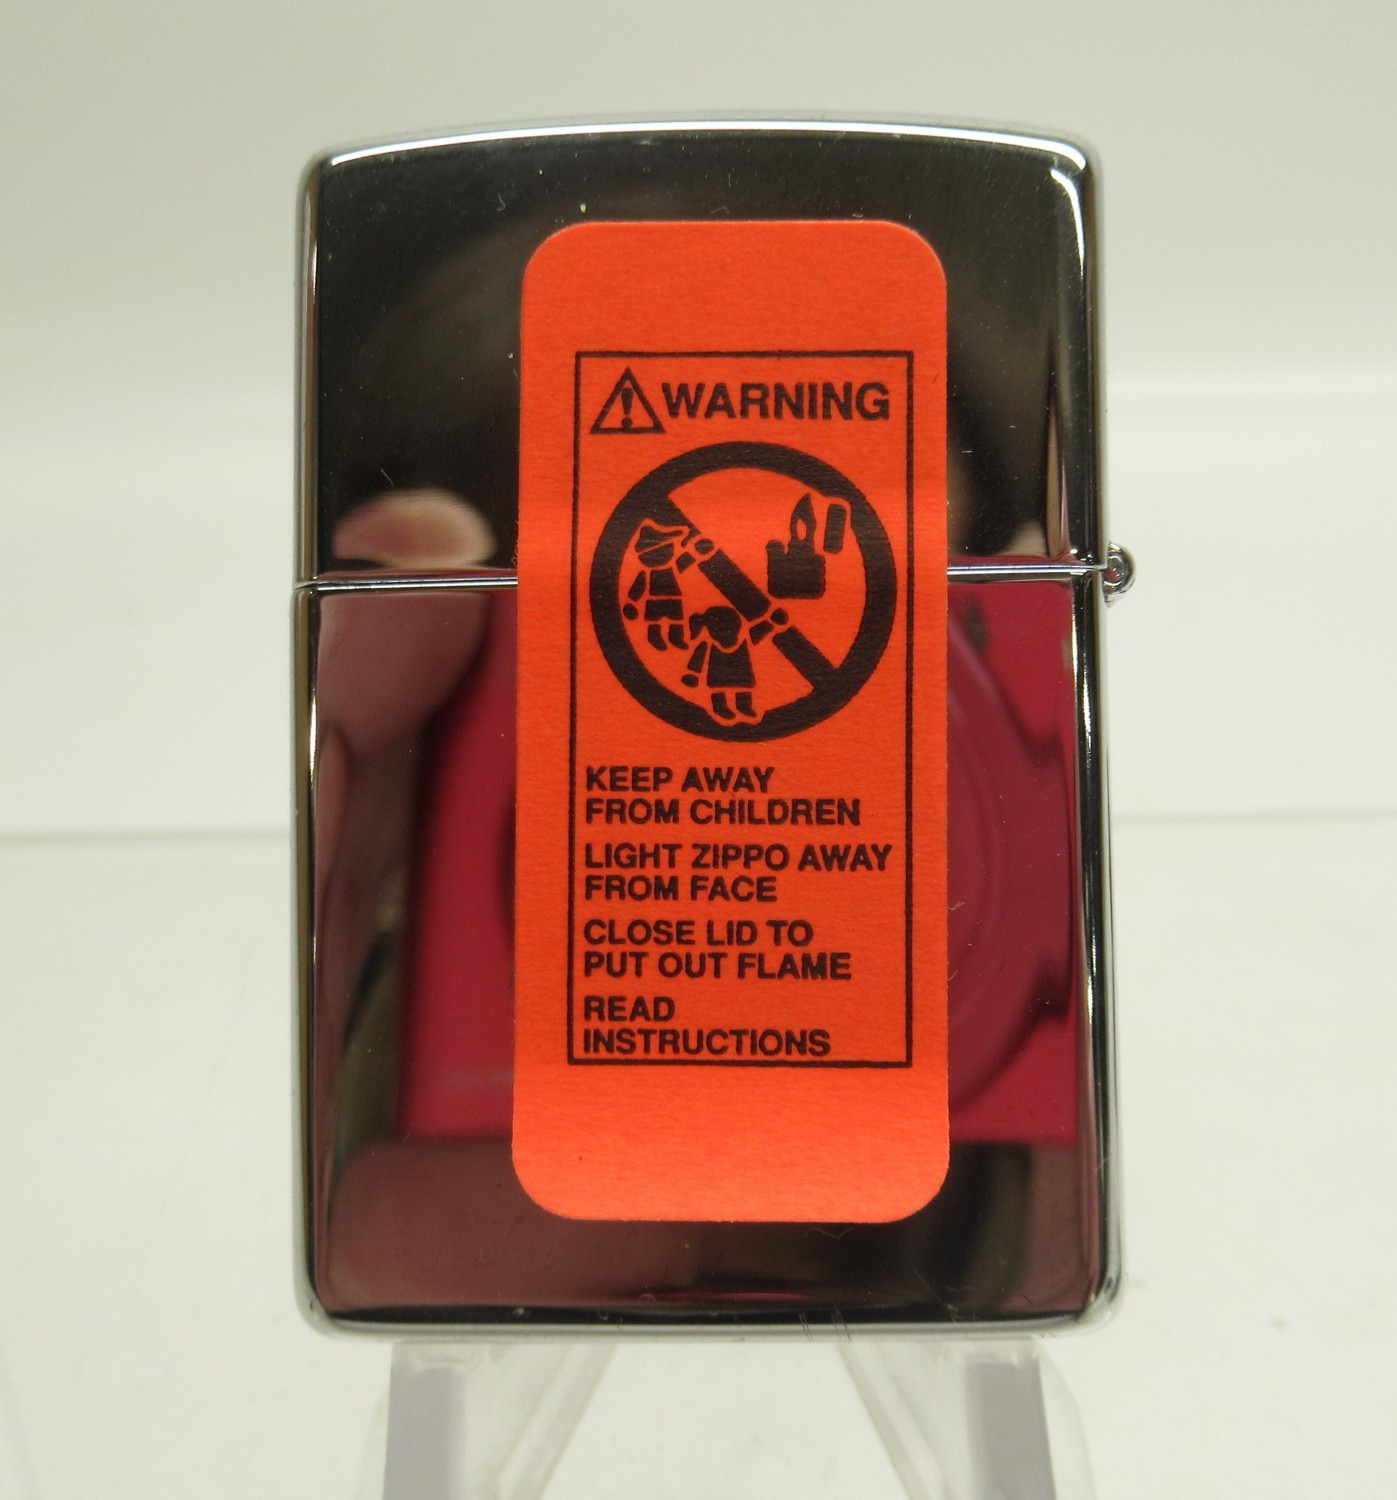 WARNING
KEEP AWAY
FROM CHILDREN
LIGHT ZIPPO AWAY
FROM FACE
CLOSE LID TO
PUT OUT FLAME
READ
INSTRUCTIONS